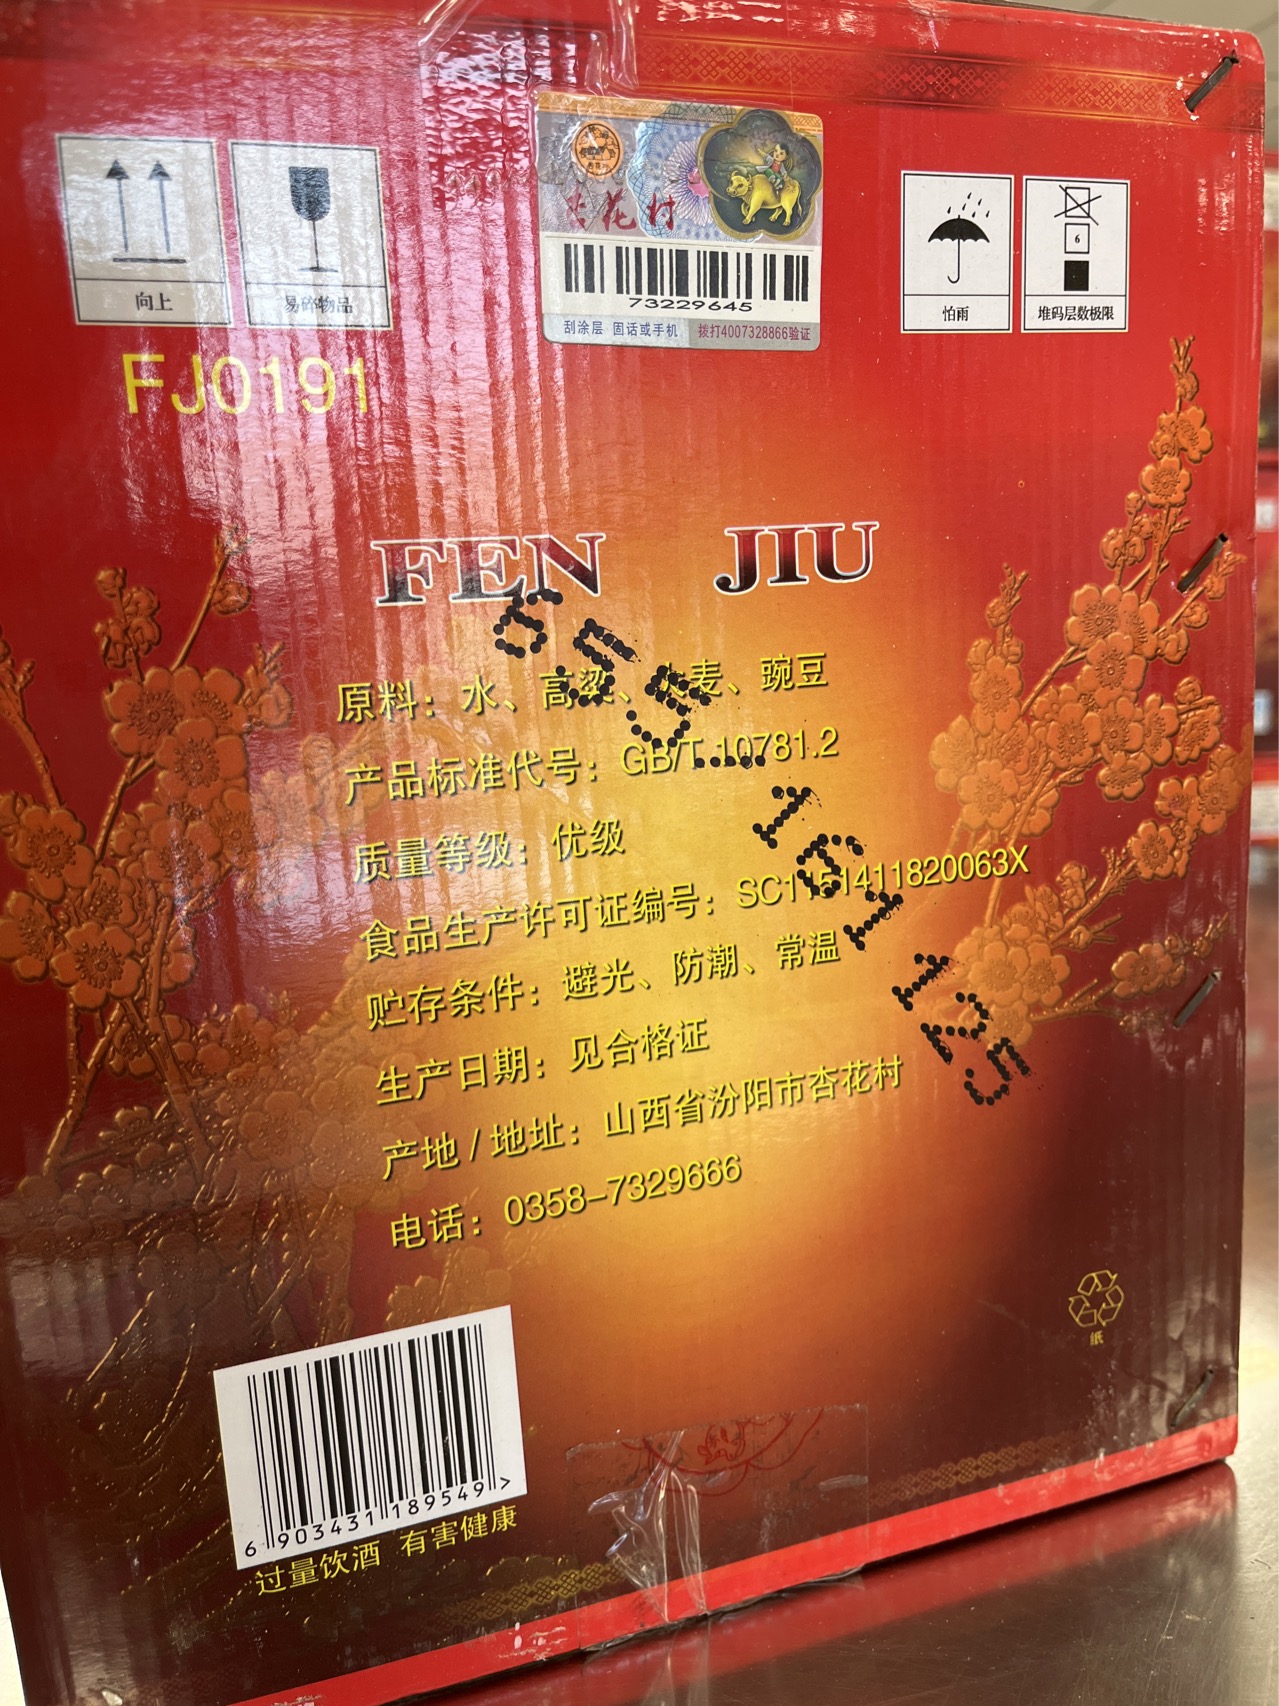 杏花村
73229645
刮涂层 固话或手机 拨打4007328866验证
向上
易碎物品
怕雨
6
堆码层数极限
FJ0191
FEN JIU
原料：水、高粱、大麦、豌豆
产品标准代号：GB/T 10781.2
质量等级：优级
食品生产许可证编号：SC1151411820063X
贮存条件：避光、防潮、常温
生产日期：见合格证
产地/地址：山西省汾阳市杏花村
电话：0358-7329666
纸
6 903431 189549 >
过量饮酒 有害健康